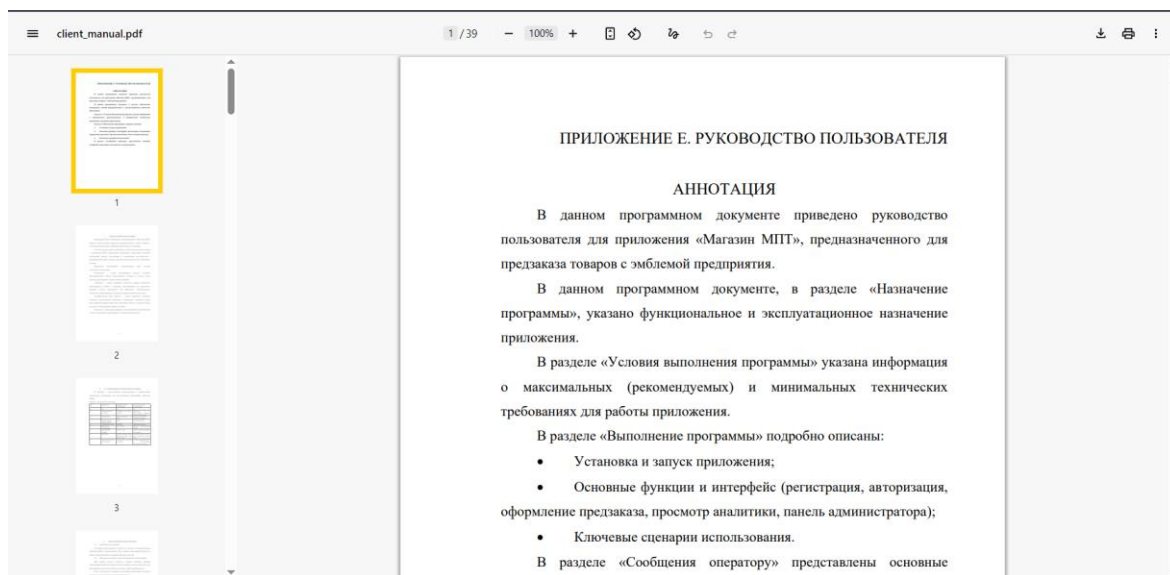 client_manual.pdf
1 / 39
100%
1
2
3
ПРИЛОЖЕНИЕ Е. РУКОВОДСТВО ПОЛЬЗОВАТЕЛЯ
АННОТАЦИЯ
В данном программном документе приведено руководство
пользователя для приложения «Магазин МПТ», предназначенного для
предзаказа товаров с эмблемой предприятия.
В данном программном документе, в разделе «Назначение
программы», указано функциональное и эксплуатационное назначение
приложения.
В разделе «Условия выполнения программы» указана информация
о максимальных (рекомендуемых) и минимальных технических
требованиях для работы приложения.
В разделе «Выполнение программы» подробно описаны:
• Установка и запуск приложения;
• Основные функции и интерфейс (регистрация, авторизация,
оформление предзаказа, просмотр аналитики, панель администратора);
• Ключевые сценарии использования.
В разделе «Сообщения оператору» представлены основные